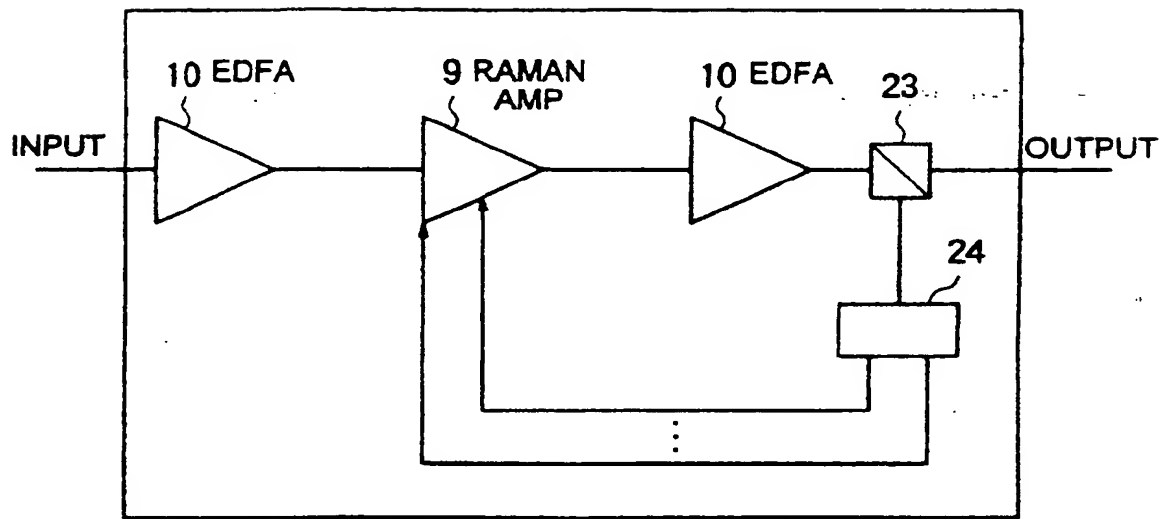 10 EDFA
9 RAMAN
AMP
10 EDFA
23
INPUT
OUTPUT
24